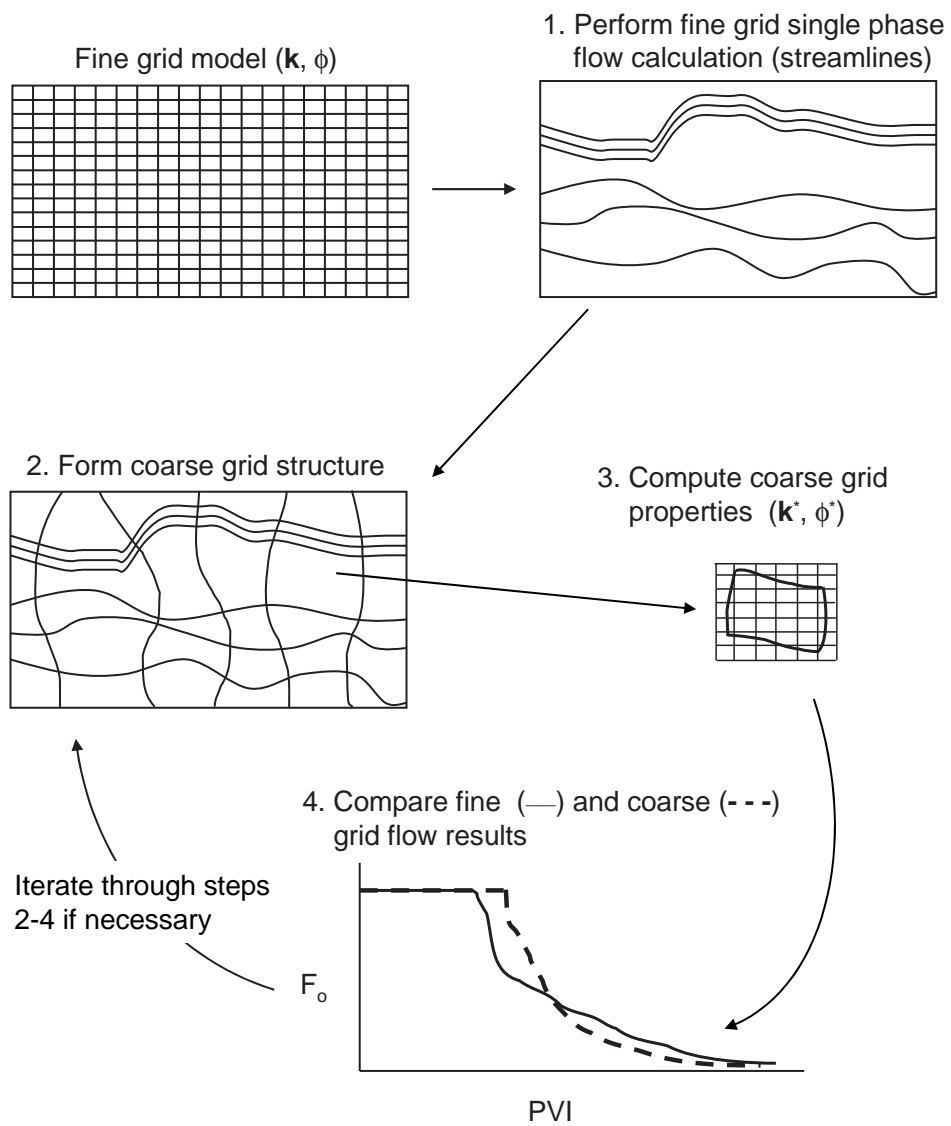 Fine grid model (k, ϕ)
1. Perform fine grid single phase
flow calculation (streamlines)
2. Form coarse grid structure
3. Compute coarse grid
properties (k*, ϕ*)
4. Compare fine (—) and coarse (- - -)
grid flow results
Iterate through steps
2-4 if necessary
Fo
PVI